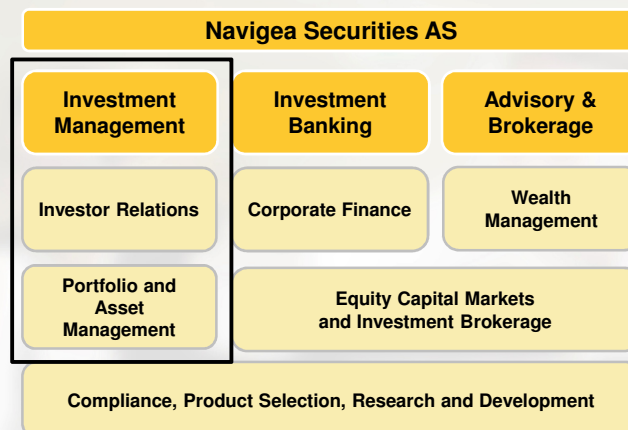 Navigea Securities AS
Investment
Management
Investment
Banking
Advisory &
Brokerage
Investor Relations
Corporate Finance
Wealth
Management
Portfolio and
Asset
Management
Equity Capital Markets
and Investment Brokerage
Compliance, Product Selection, Research and Development